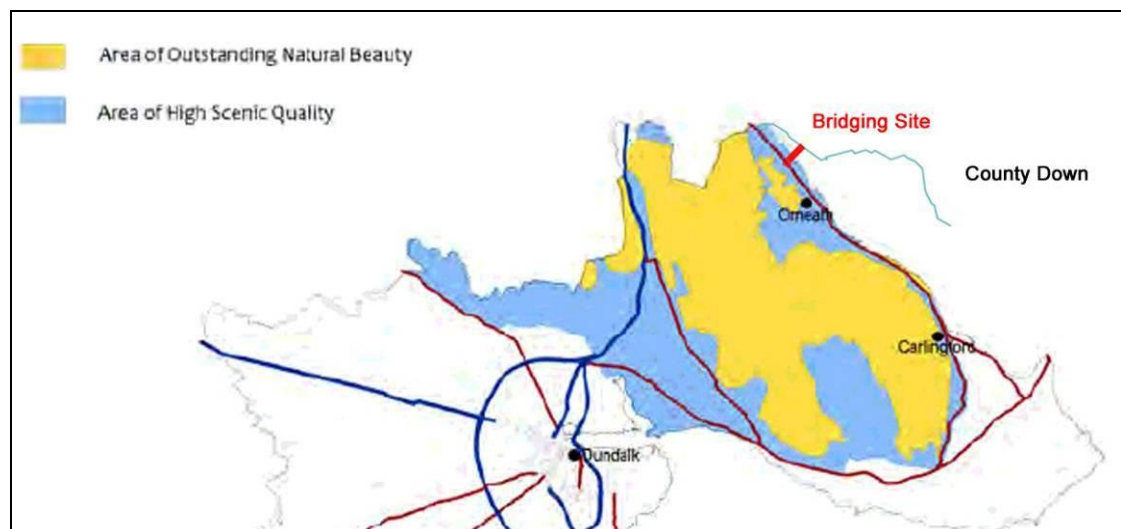 Area of Outstanding Natural Beauty
Area of High Scenic Quality
Bridging Site
County Down
Omeath
Carlingford
Dundalk